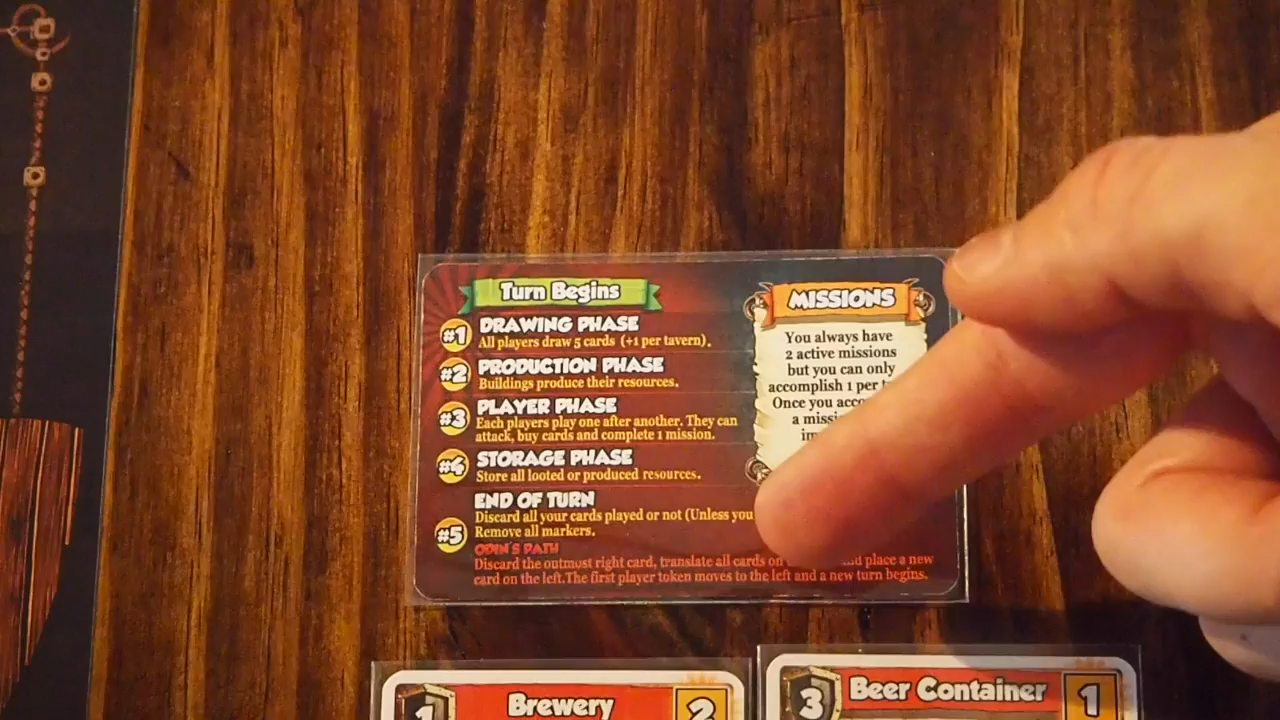 Turn Begins
#1 DRAWING PHASE
All players draw 5 cards (+1 per tavern).
#2 PRODUCTION PHASE
Buildings produce their resources.
#3 PLAYER PHASE
Each players play one after another. They can
attack, buy cards and complete 1 mission.
#4 STORAGE PHASE
Store all looted or produced resources.
#5 END OF TURN
Discard all your cards played or not (Unless you
Remove all markers.
ODIN'S PATH
Discard the outmost right card, translate all cards on and place a new
card on the left.The first player token moves to the left and a new turn begins.
MISSIONS
You always have
2 active missions
but you can only
accomplish 1 per
Once you
a
1 Brewery 2
3 Beer Container 1